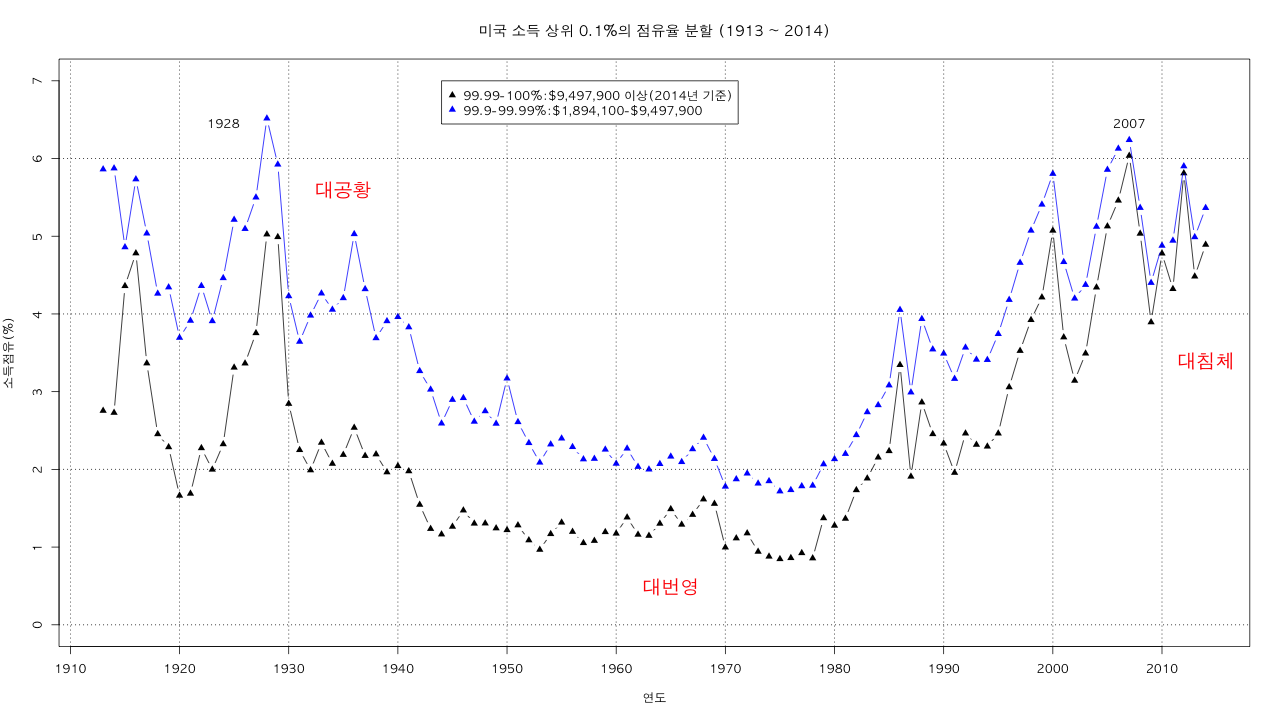 미국 소득 상위 0.1%의 점유율 분할 (1913 ~ 2014)
99.99-100%:$9,497,900 이상(2014년 기준)
99.9-99.99%:$1,894,100-$9,497,900
1928
2007
대공황
대침체
대번영
소득점유(%)
7
6
5
4
3
2
1
0
1910 1920 1930 1940 1950 1960 1970 1980 1990 2000 2010
연도